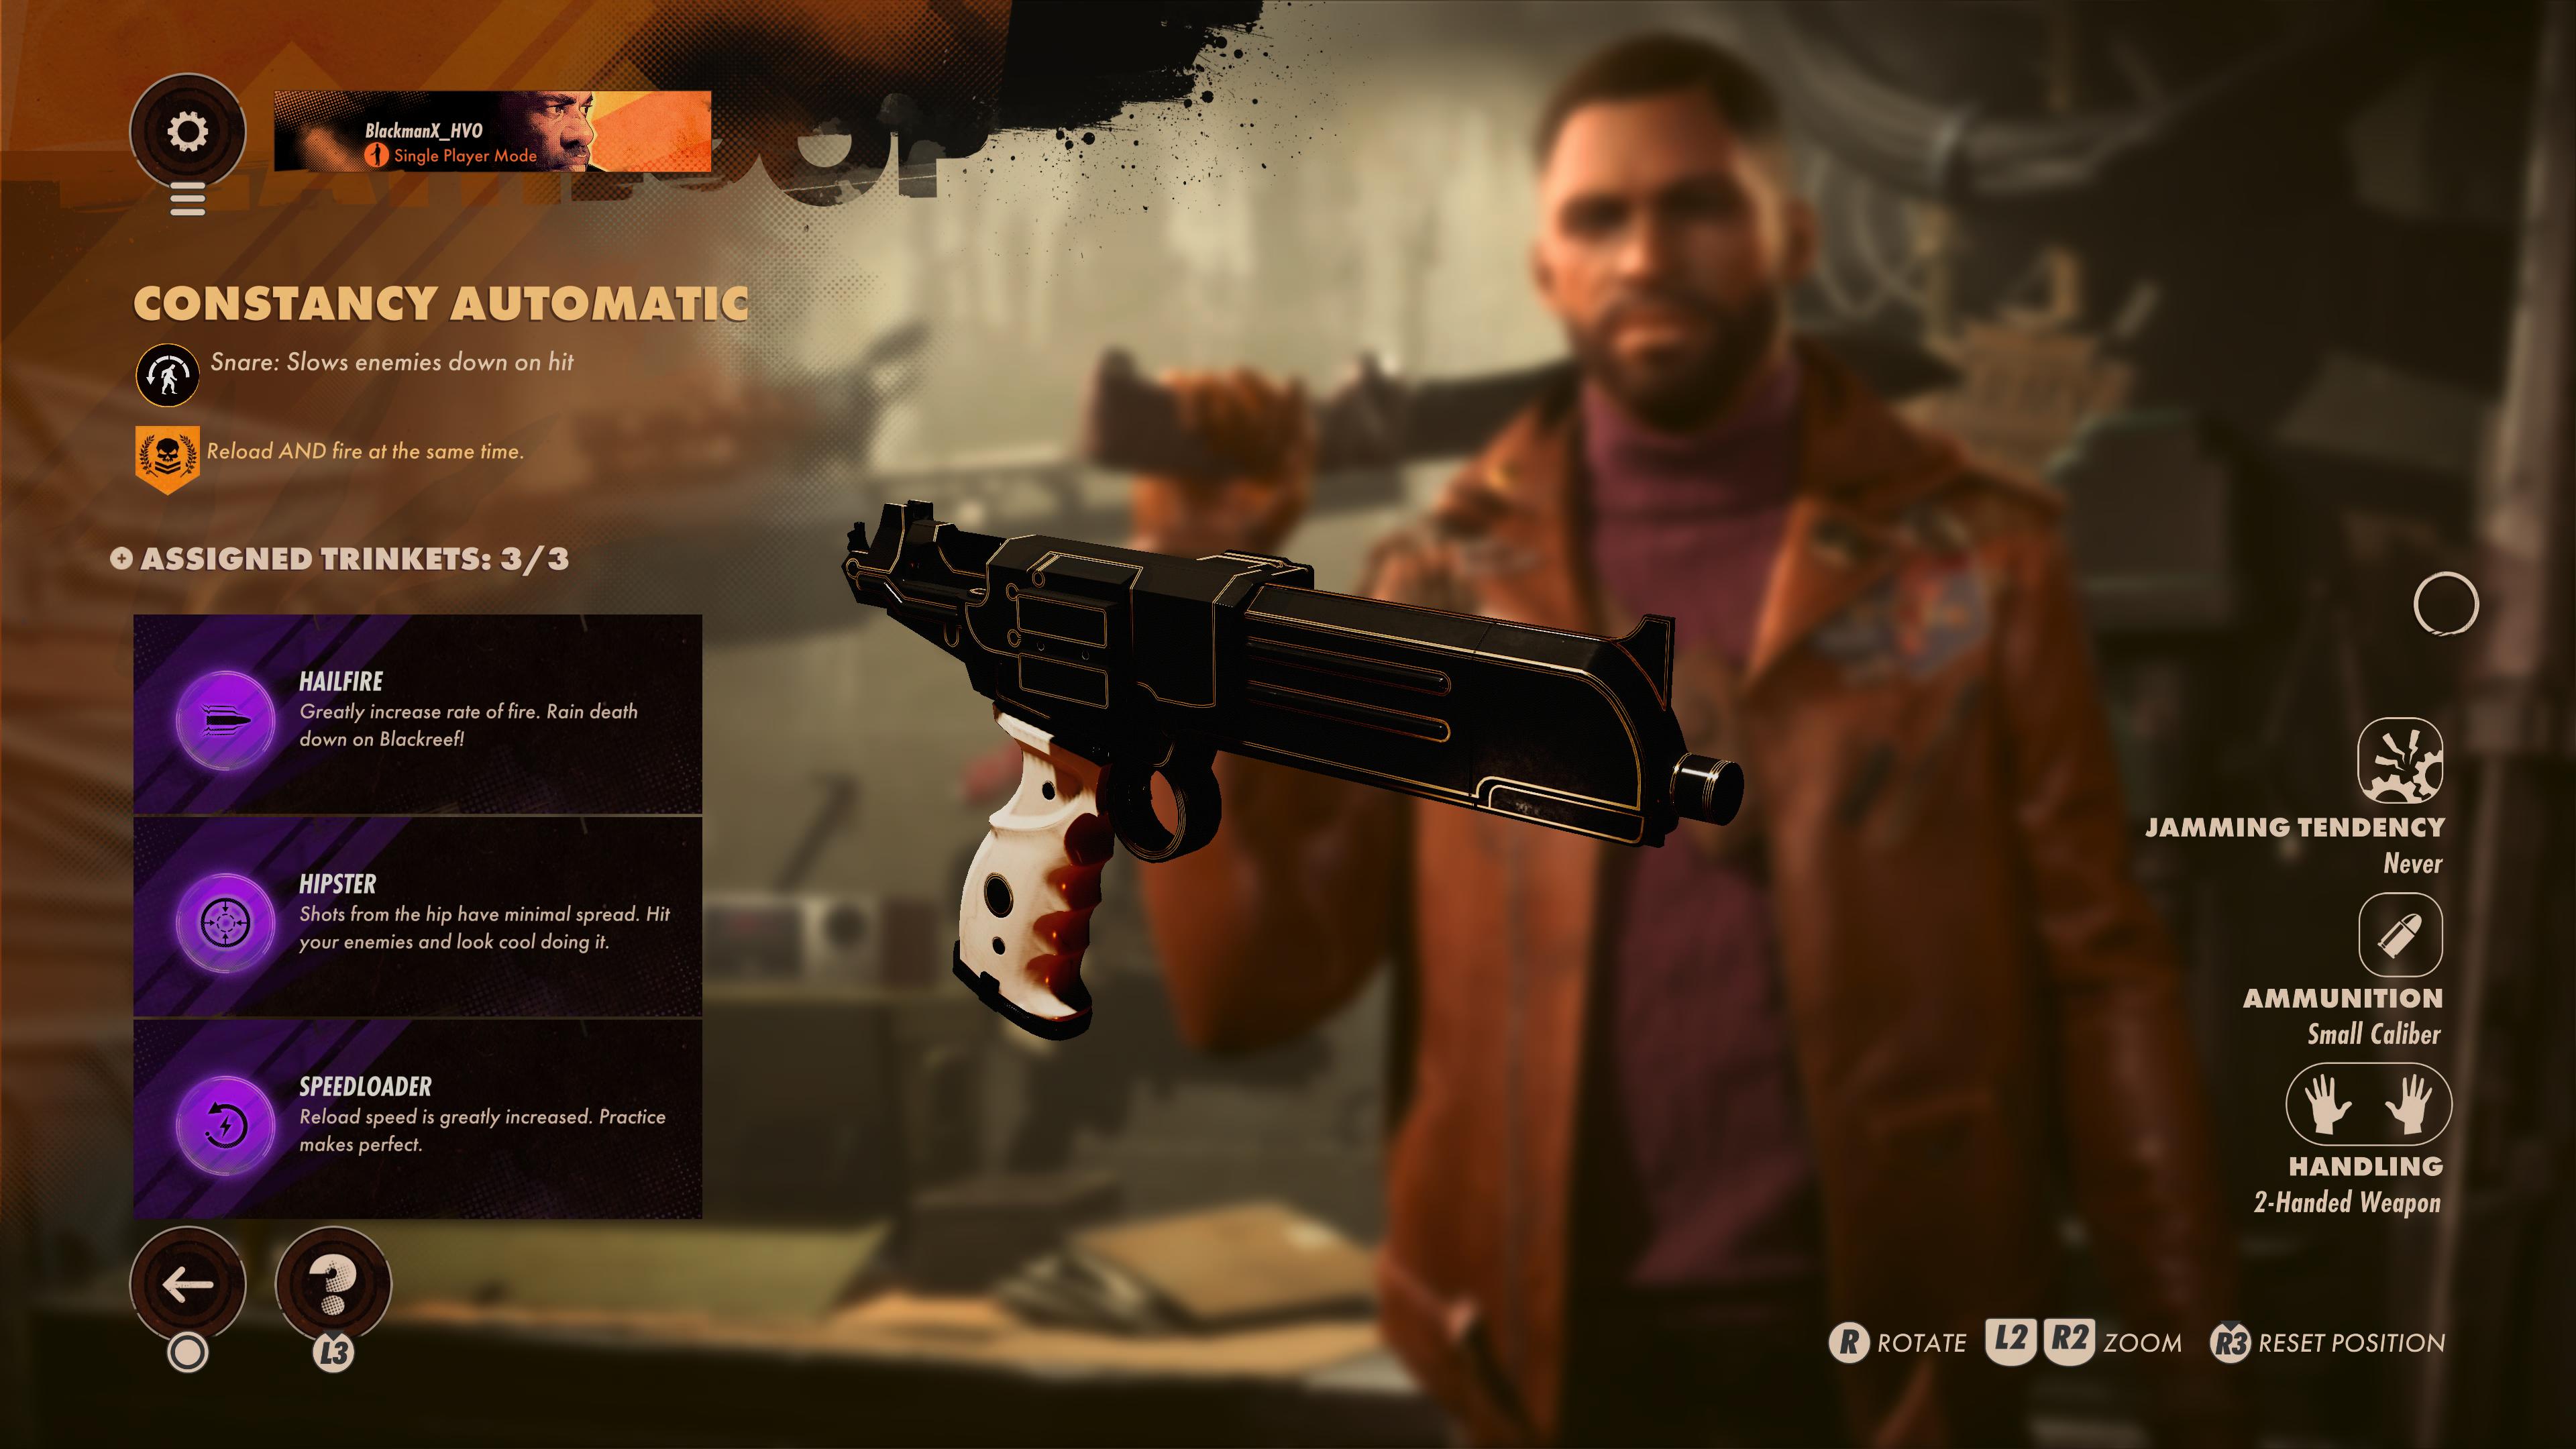 BlackmanX_HVO
Single Player Mode
CONSTANCY AUTOMATIC
Snare: Slows enemies down on hit
Reload AND fire at the same time.
ASSIGNED TRINKETS: 3/3
HAILFIRE
Greatly increase rate of fire. Rain death
down on Blackreef!
HIPSTER
Shots from the hip have minimal spread. Hit
your enemies and look cool doing it.
SPEEDLOADER
Reload speed is greatly increased. Practice
makes perfect.
?
L3
JAMMING TENDENCY
Never
AMMUNITION
Small Caliber
HANDLING
2-Handed Weapon
R ROTATE L2 R2 ZOOM R3 RESET POSITION